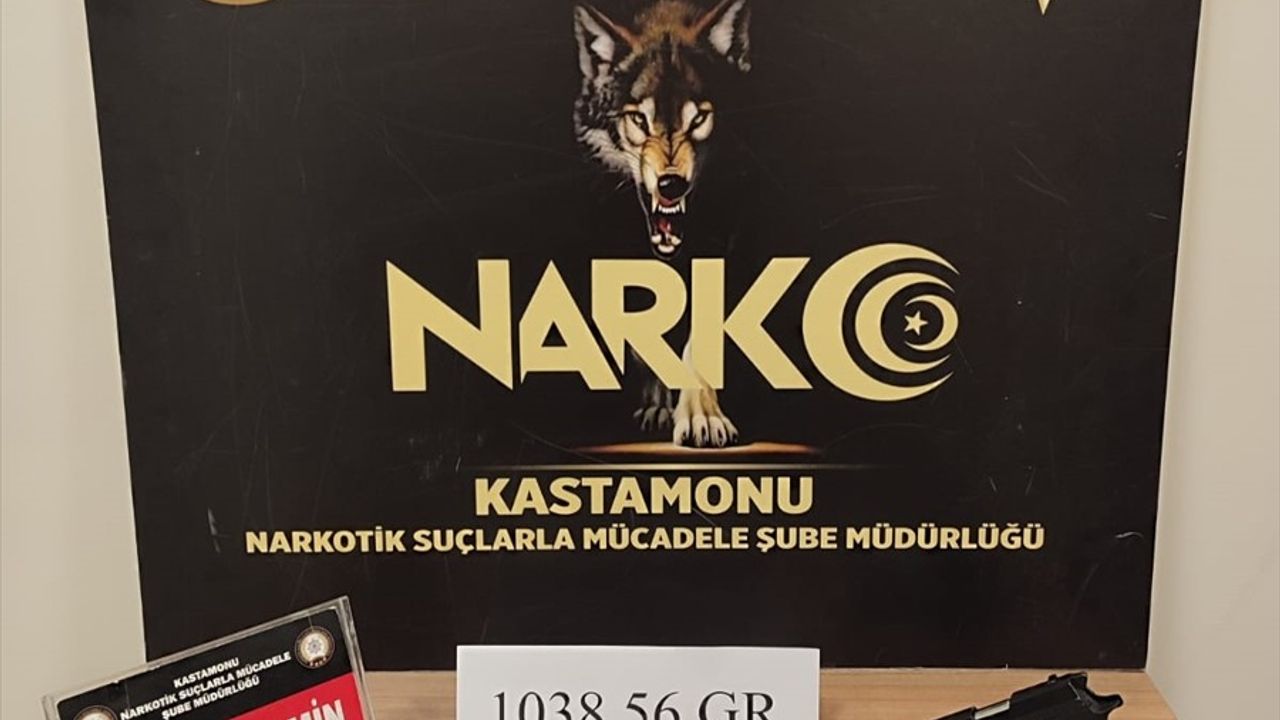 NARKO
KASTAMONU
NARKOTİK SUÇLARLA MÜCADELE ŞUBE MÜDÜRLÜĞÜ
KASTAMONU
NARKOTİK SUÇLARLA MÜCADELE
ŞUBE MÜDÜRLÜĞÜ
1038,56 GR